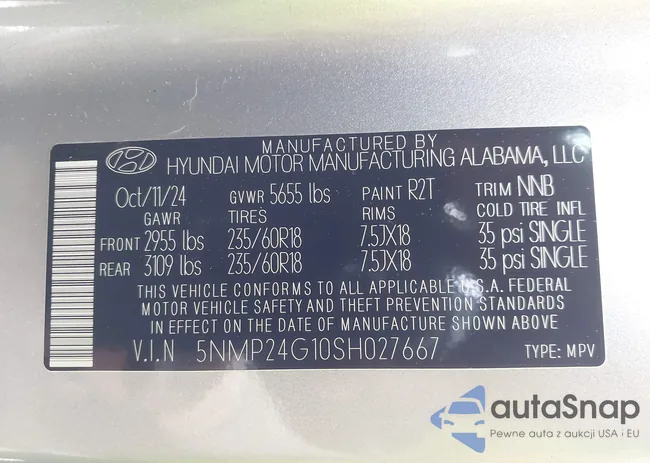 MANUFACTURED BY
HYUNDAI MOTOR MANUFACTURING ALABAMA, LLC
Oct/11/24 GVWR 5655 lbs PAINT R2T TRIM NNB
GAWR TIRES RIMS COLD TIRE INFL
FRONT 2955 lbs 235/60R18 7.5JX18 35 psi SINGLE
REAR 3109 lbs 235/60R18 7.5JX18 35 psi SINGLE
THIS VEHICLE CONFORMS TO ALL APPLICABLE U.S.A. FEDERAL
MOTOR VEHICLE SAFETY AND THEFT PREVENTION STANDARDS
IN EFFECT ON THE DATE OF MANUFACTURE SHOWN ABOVE.
V.I.N 5NMP24G10SH027667 TYPE: MPV
autaSnap
Pewne auta z aukcji USA i EU